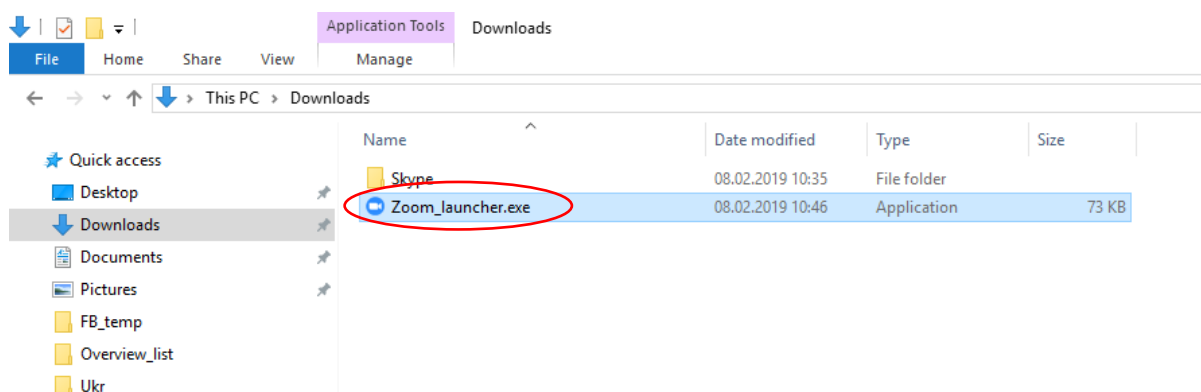 Application Tools Downloads
File Home Share View Manage
This PC > Downloads
Name Date modified Type Size
Quick access
Skype 08.02.2019 10:35 File folder
Desktop
Zoom_launcher.exe 08.02.2019 10:46 Application 73 KB
Downloads
Documents
Pictures
FB_temp
Overview_list
Ukr